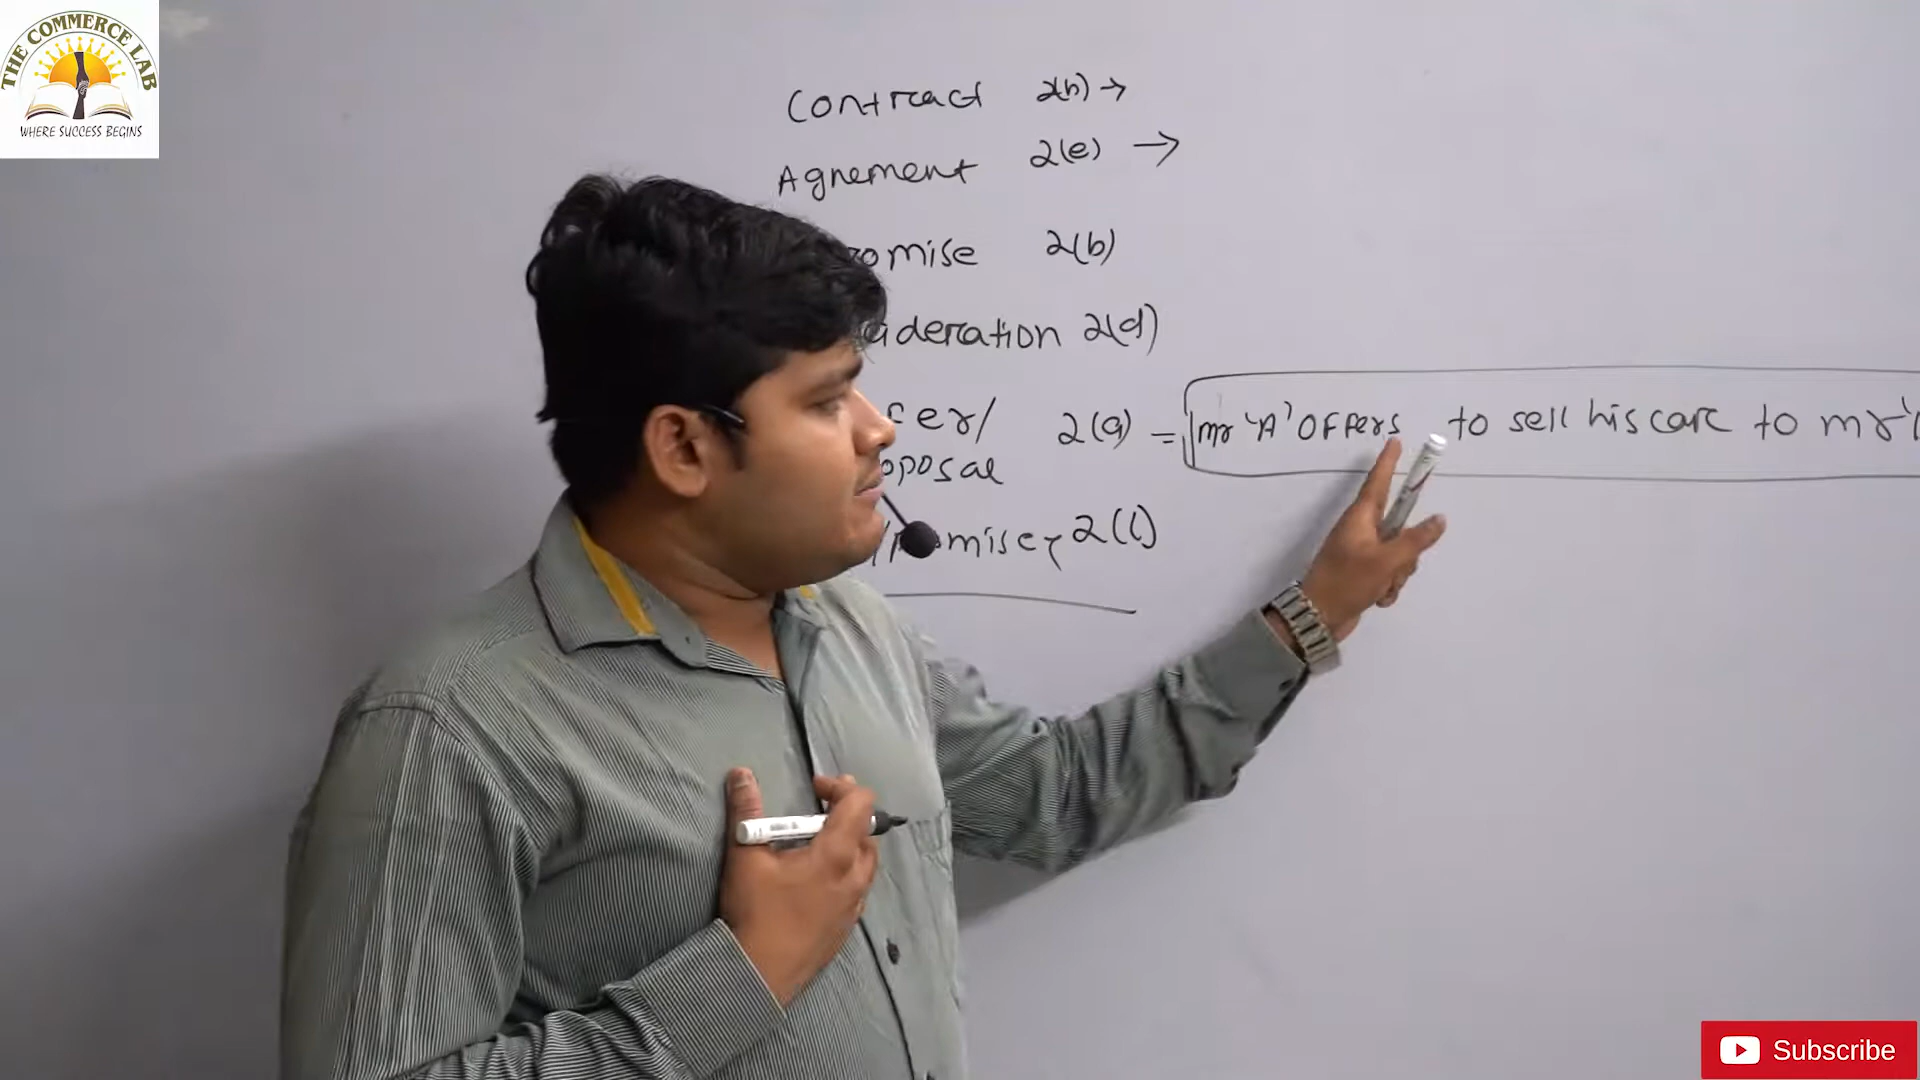 THE COMMERCE LAB
WHERE SUCCESS BEGINS
Contract 2(h) →
Agrement 2(e) →
omise 2(b)
ideration 2(d)
fer/ 2(a) = mr 'A' offers to sell his car to mr
oposal
2(c)
Subscribe